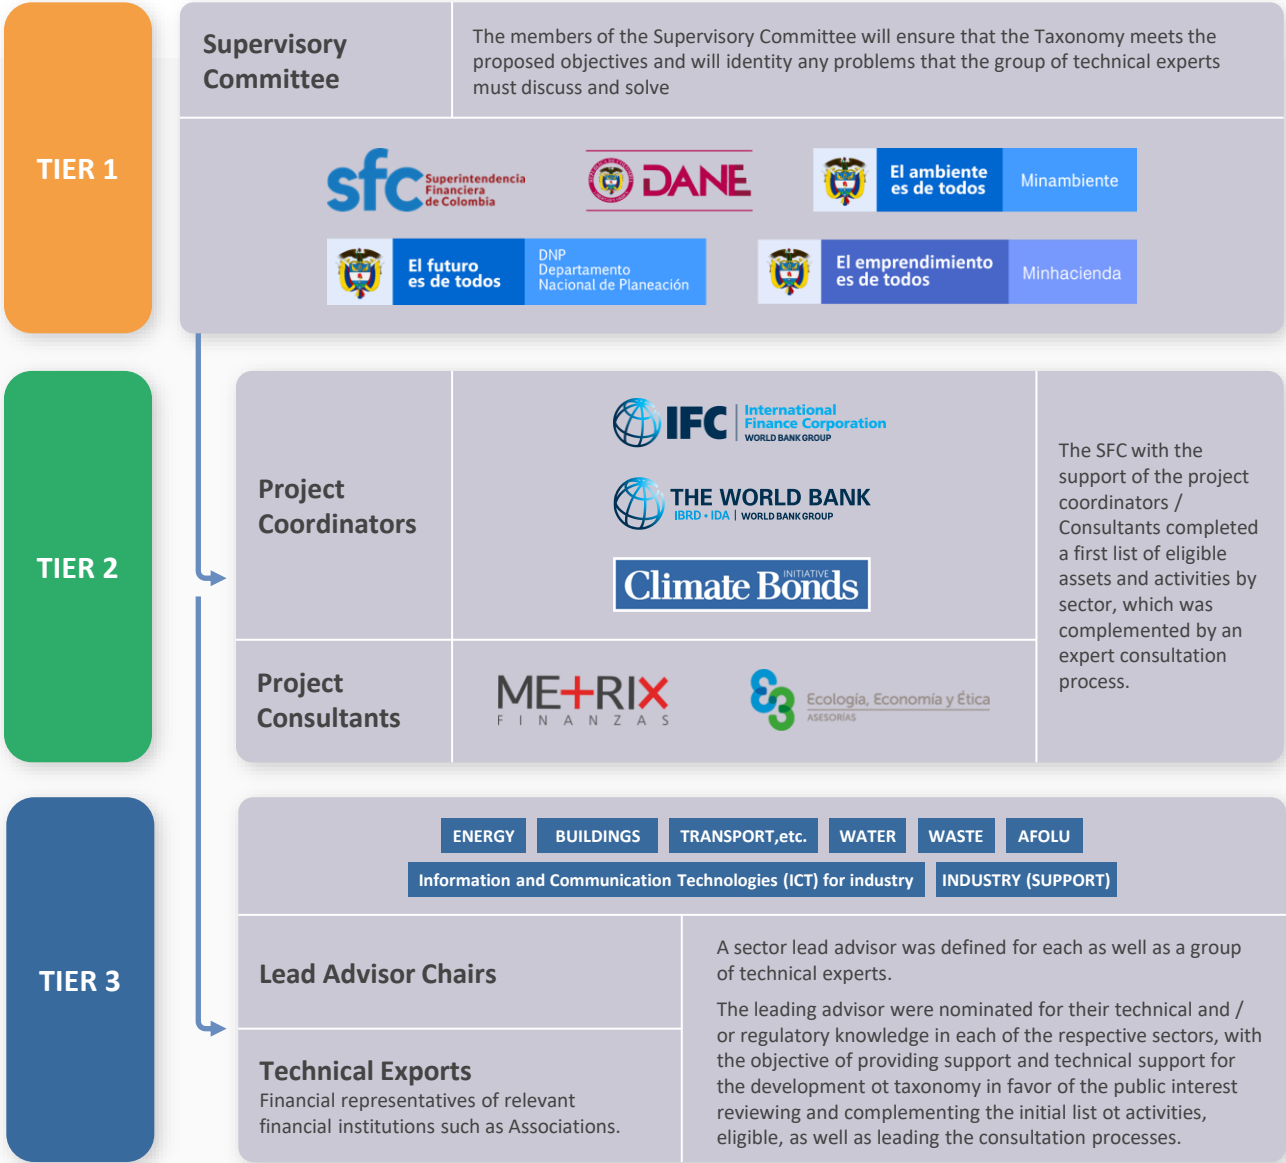 TIER 1
Supervisory
Committee
The members of the Supervisory Committee will ensure that the Taxonomy meets the
proposed objectives and will identity any problems that the group of technical experts
must discuss and solve
sfc Superintendencia
Financiera
de Colombia
DANE
El ambiente
es de todos
Minambiente
El futuro
es de todos
DNP
Departamento
Nacional de Planeación
El emprendimiento
es de todos
Minhacienda
TIER 2
Project
Coordinators
IFC International
Finance Corporation
WORLD BANK GROUP
THE WORLD BANK
IBRD • IDA | WORLD BANK GROUP
Climate Bonds
INITIATIVE
The SFC with the
support of the project
coordinators /
Consultants completed
a first list of eligible
assets and activities by
sector, which was
complemented by an
expert consultation
process.
Project
Consultants
METRIX
FINANZAS
Ecología, Economía y Ética
ASESORÍAS
TIER 3
ENERGY
BUILDINGS
TRANSPORT,etc.
WATER
WASTE
AFOLU
Information and Communication Technologies (ICT) for industry
INDUSTRY (SUPPORT)
Lead Advisor Chairs
Technical Exports
Financial representatives of relevant
financial institutions such as Associations.
A sector lead advisor was defined for each as well as a group
of technical experts.
The leading advisor were nominated for their technical and /
or regulatory knowledge in each of the respective sectors, with
the objective of providing support and technical support for
the development ot taxonomy in favor of the public interest
reviewing and complementing the initial list ot activities,
eligible, as well as leading the consultation processes.